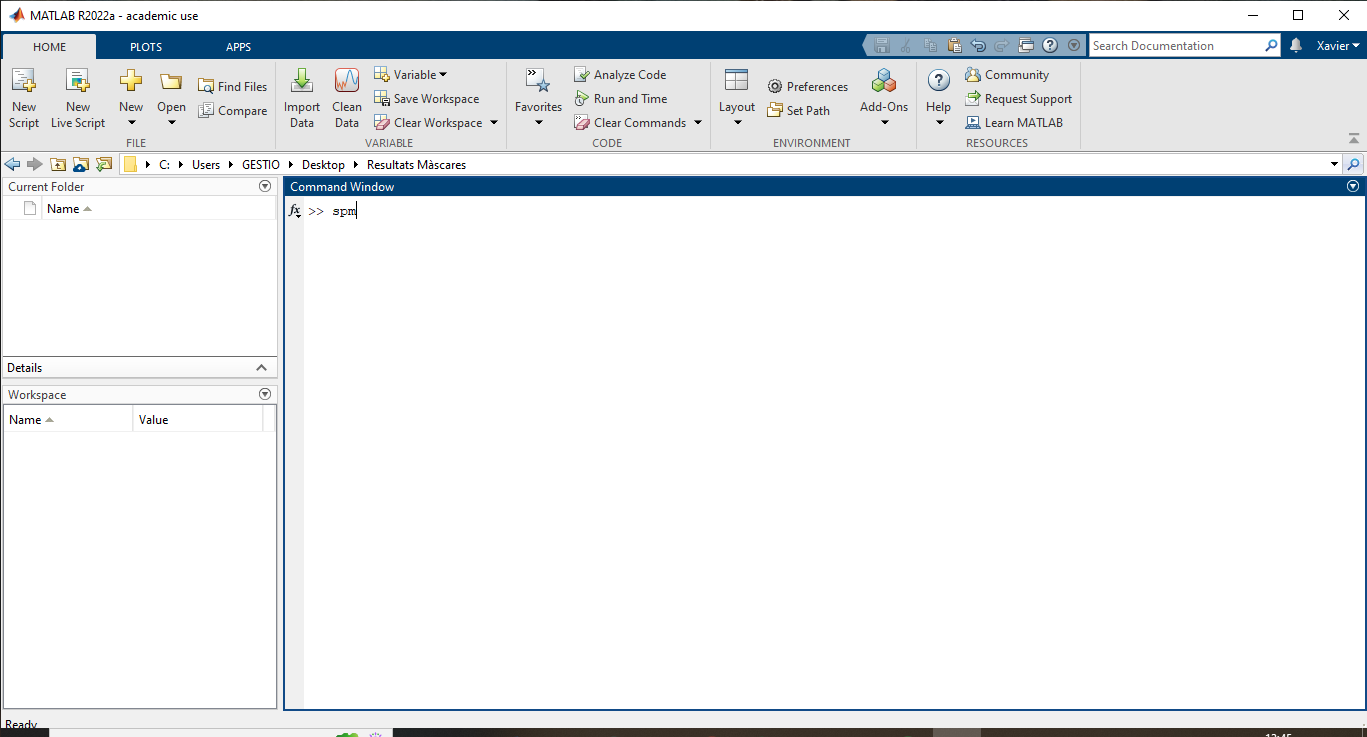 MATLAB R2022a - academic use
HOME PLOTS APPS
Search Documentation Xavier
New Script
New Live Script
New
Open
Find Files
Compare
FILE
Import Data
Clean Data
Variable
Save Workspace
Clear Workspace
VARIABLE
Favorites
Analyze Code
Run and Time
Clear Commands
CODE
Layout
Preferences
Set Path
Add-Ons
ENVIRONMENT
Help
Community
Request Support
Learn MATLAB
RESOURCES
C: Users GESTIO Desktop Resultats Màscares
Current Folder
Name
Details
Workspace
Name Value
Command Window
fx >> spm
Ready